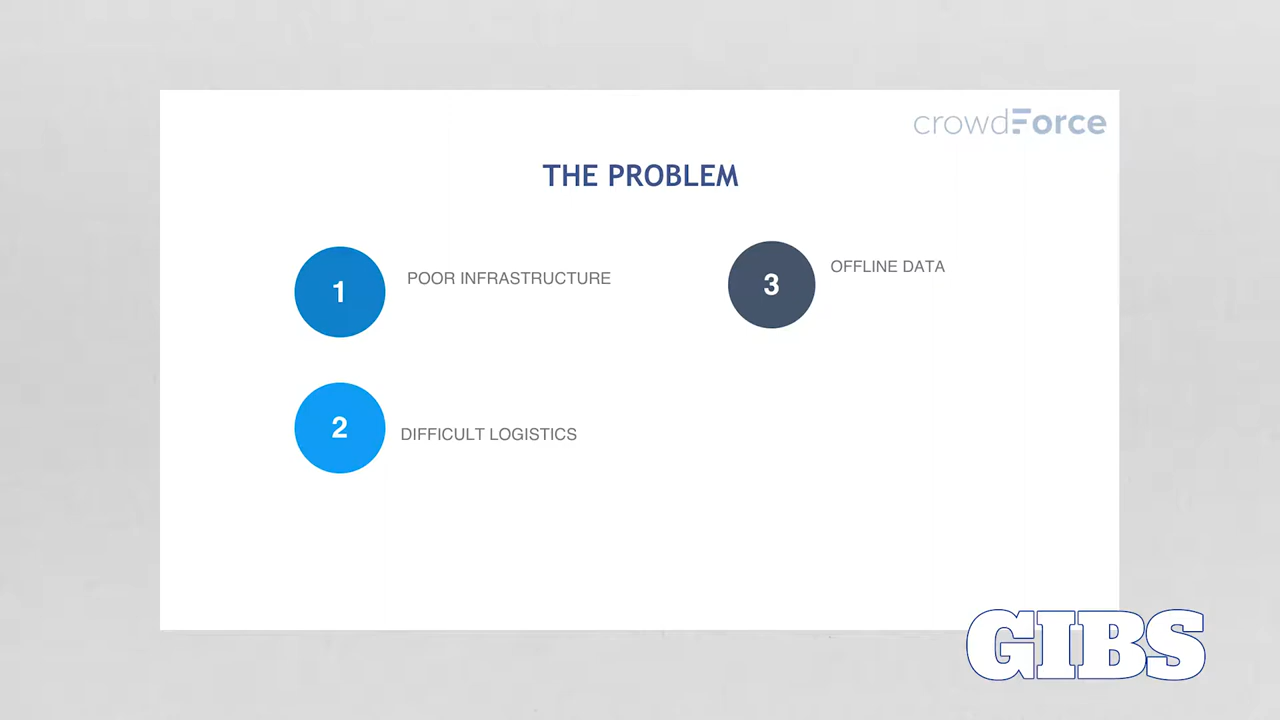 crowdForce
THE PROBLEM
1
POOR INFRASTRUCTURE
2
DIFFICULT LOGISTICS
3
OFFLINE DATA
GIBS